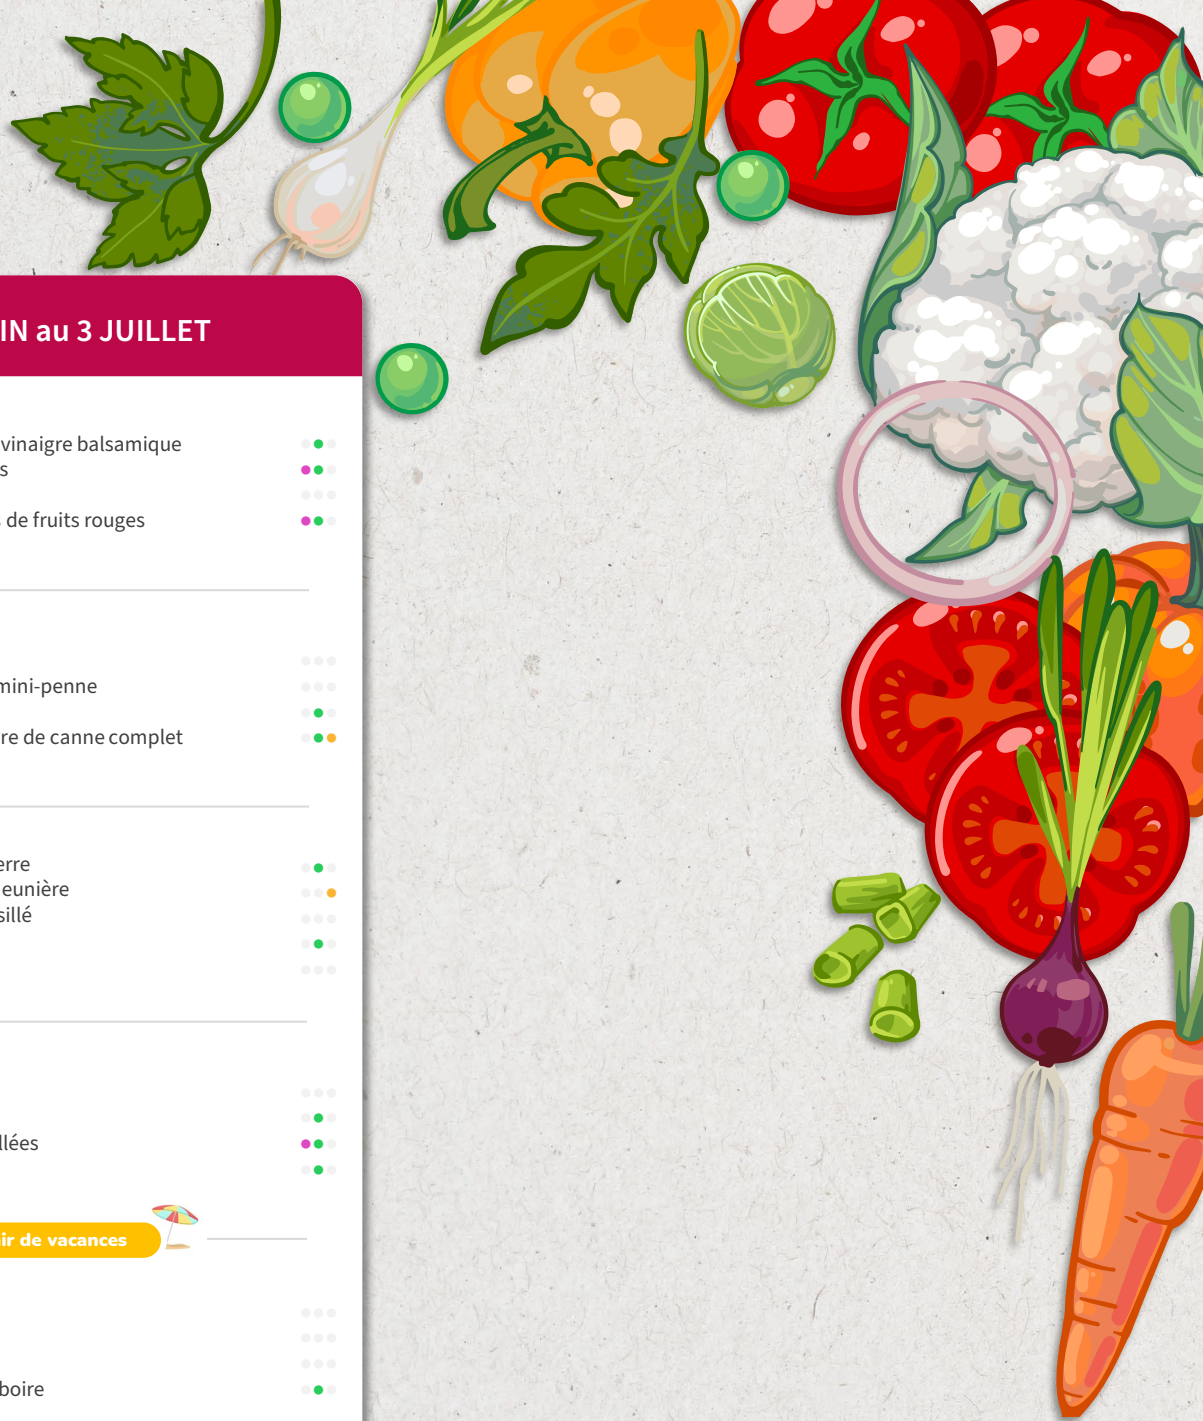 IN au 3 JUILLET
vinaigre balsamique
s
de fruits rouges
mini-penne
re de canne complet
erre
eunière
sillé
llées
ir de vacances
boire